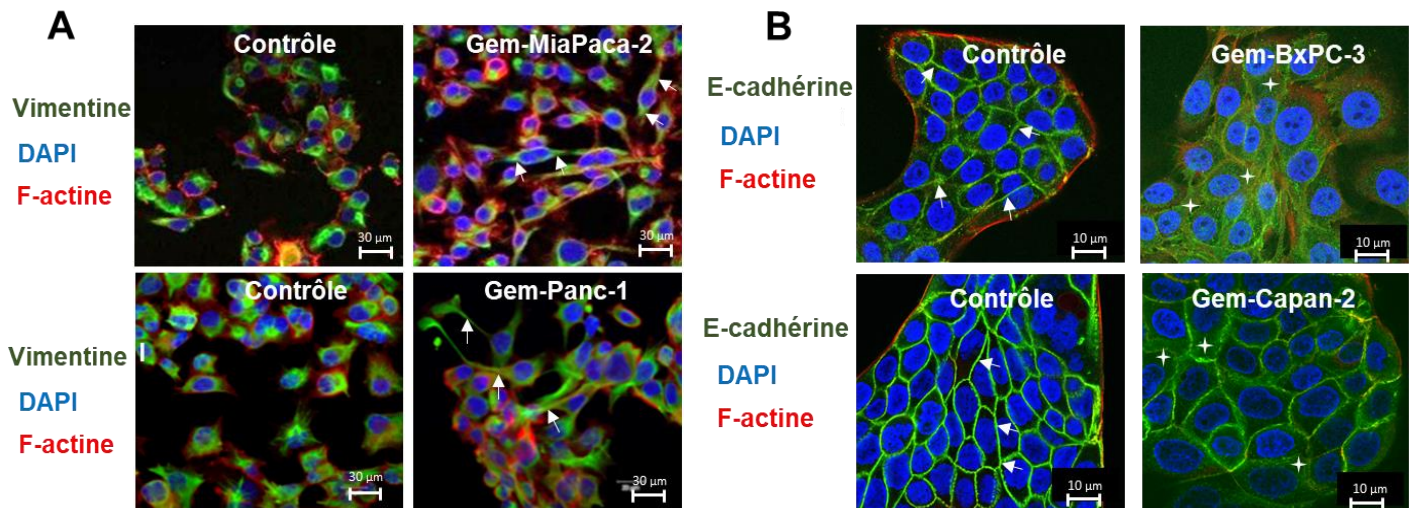 A
Vimentine
DAPI
F-actine
Contrôle
30 µm
Gem-MiaPaca-2
30 µm
Vimentine
DAPI
F-actine
Contrôle
30 µm
Gem-Panc-1
30 µm
B
E-cadhérine
DAPI
F-actine
Contrôle
10 µm
Gem-BxPC-3
10 µm
E-cadhérine
DAPI
F-actine
Contrôle
10 µm
Gem-Capan-2
10 µm